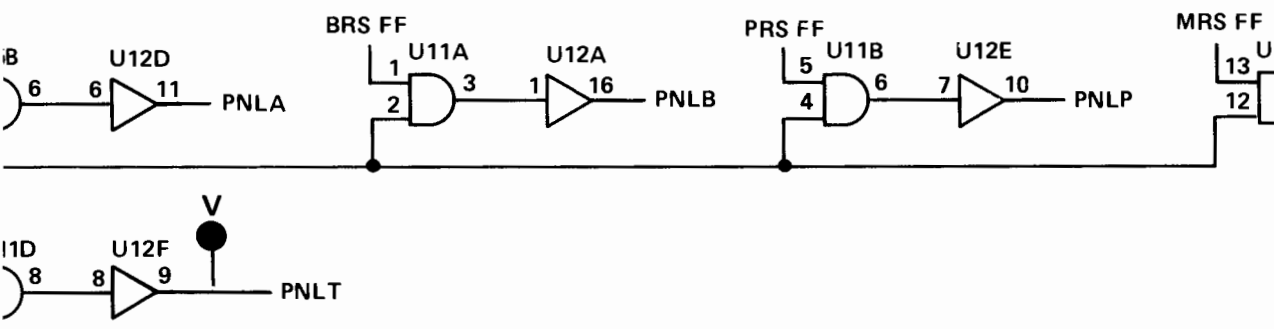 BRS FF
PRS FF
MRS FF
U12D
U11A
U12A
U11B
U12E
6
6
11
PNLA
1
2
3
1
16
PNLB
5
4
6
7
10
PNLP
13
12
V
U12F
8
8
9
PNLT